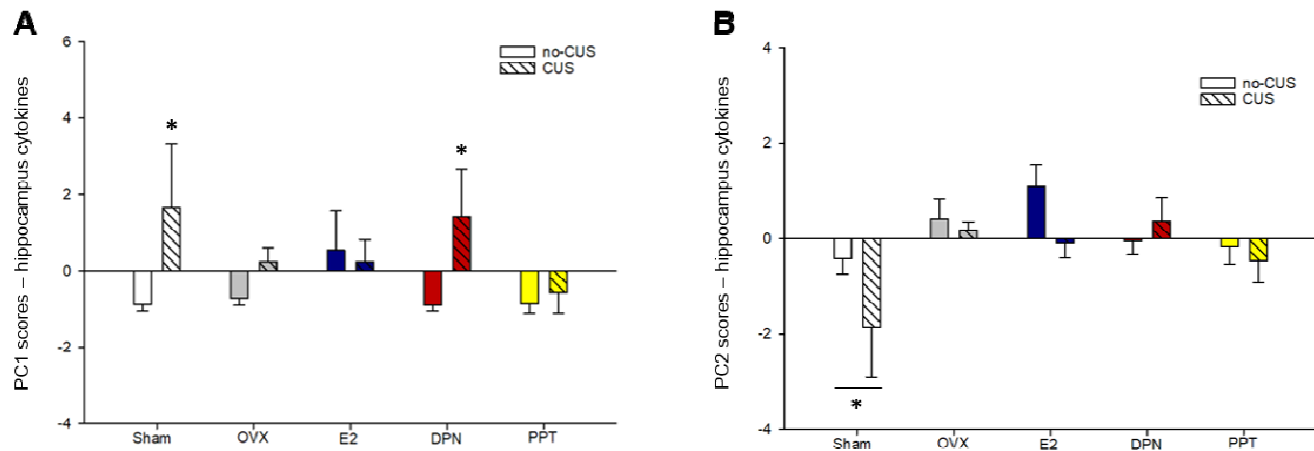 A
PC1 scores – hippocampus cytokines
6
4
2
0
-2
-4
no-CUS
CUS
*
*
Sham
OVX
E2
DPN
PPT
B
PC2 scores – hippocampus cytokines
4
2
0
-2
-4
no-CUS
CUS
*
Sham
OVX
E2
DPN
PPT